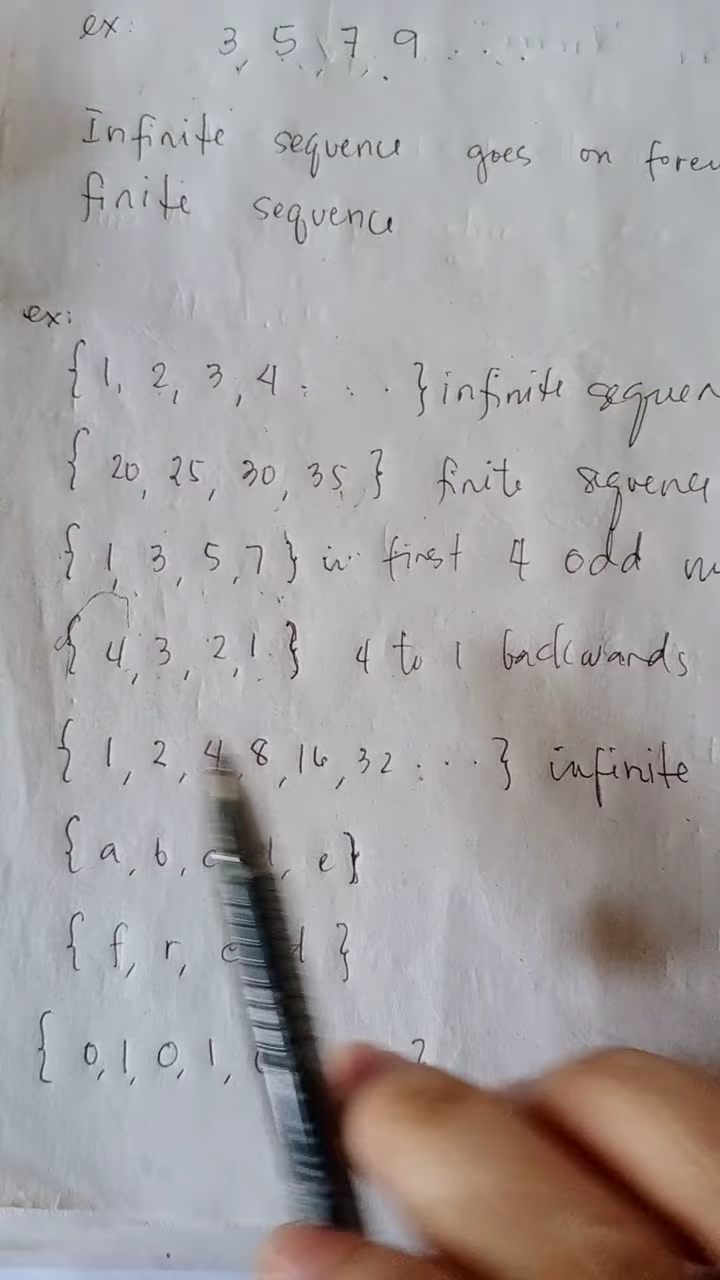 ex:
3, 5, 7, 9 . . . .
Infinite sequence goes on
finite sequence
ex:
{ 1, 2, 3, 4 . . . } infinite
{ 20, 25, 30, 35 } finite
{ 1, 3, 5, 7 } first 4 odd
{ 4, 3, 2, 1 } 4 to 1 backwards
{ 1, 2, 4, 8, 16, 32 . . . } infinite
{ a, b, e }
{ f, r, }
{ 0, 1, 0, 1,